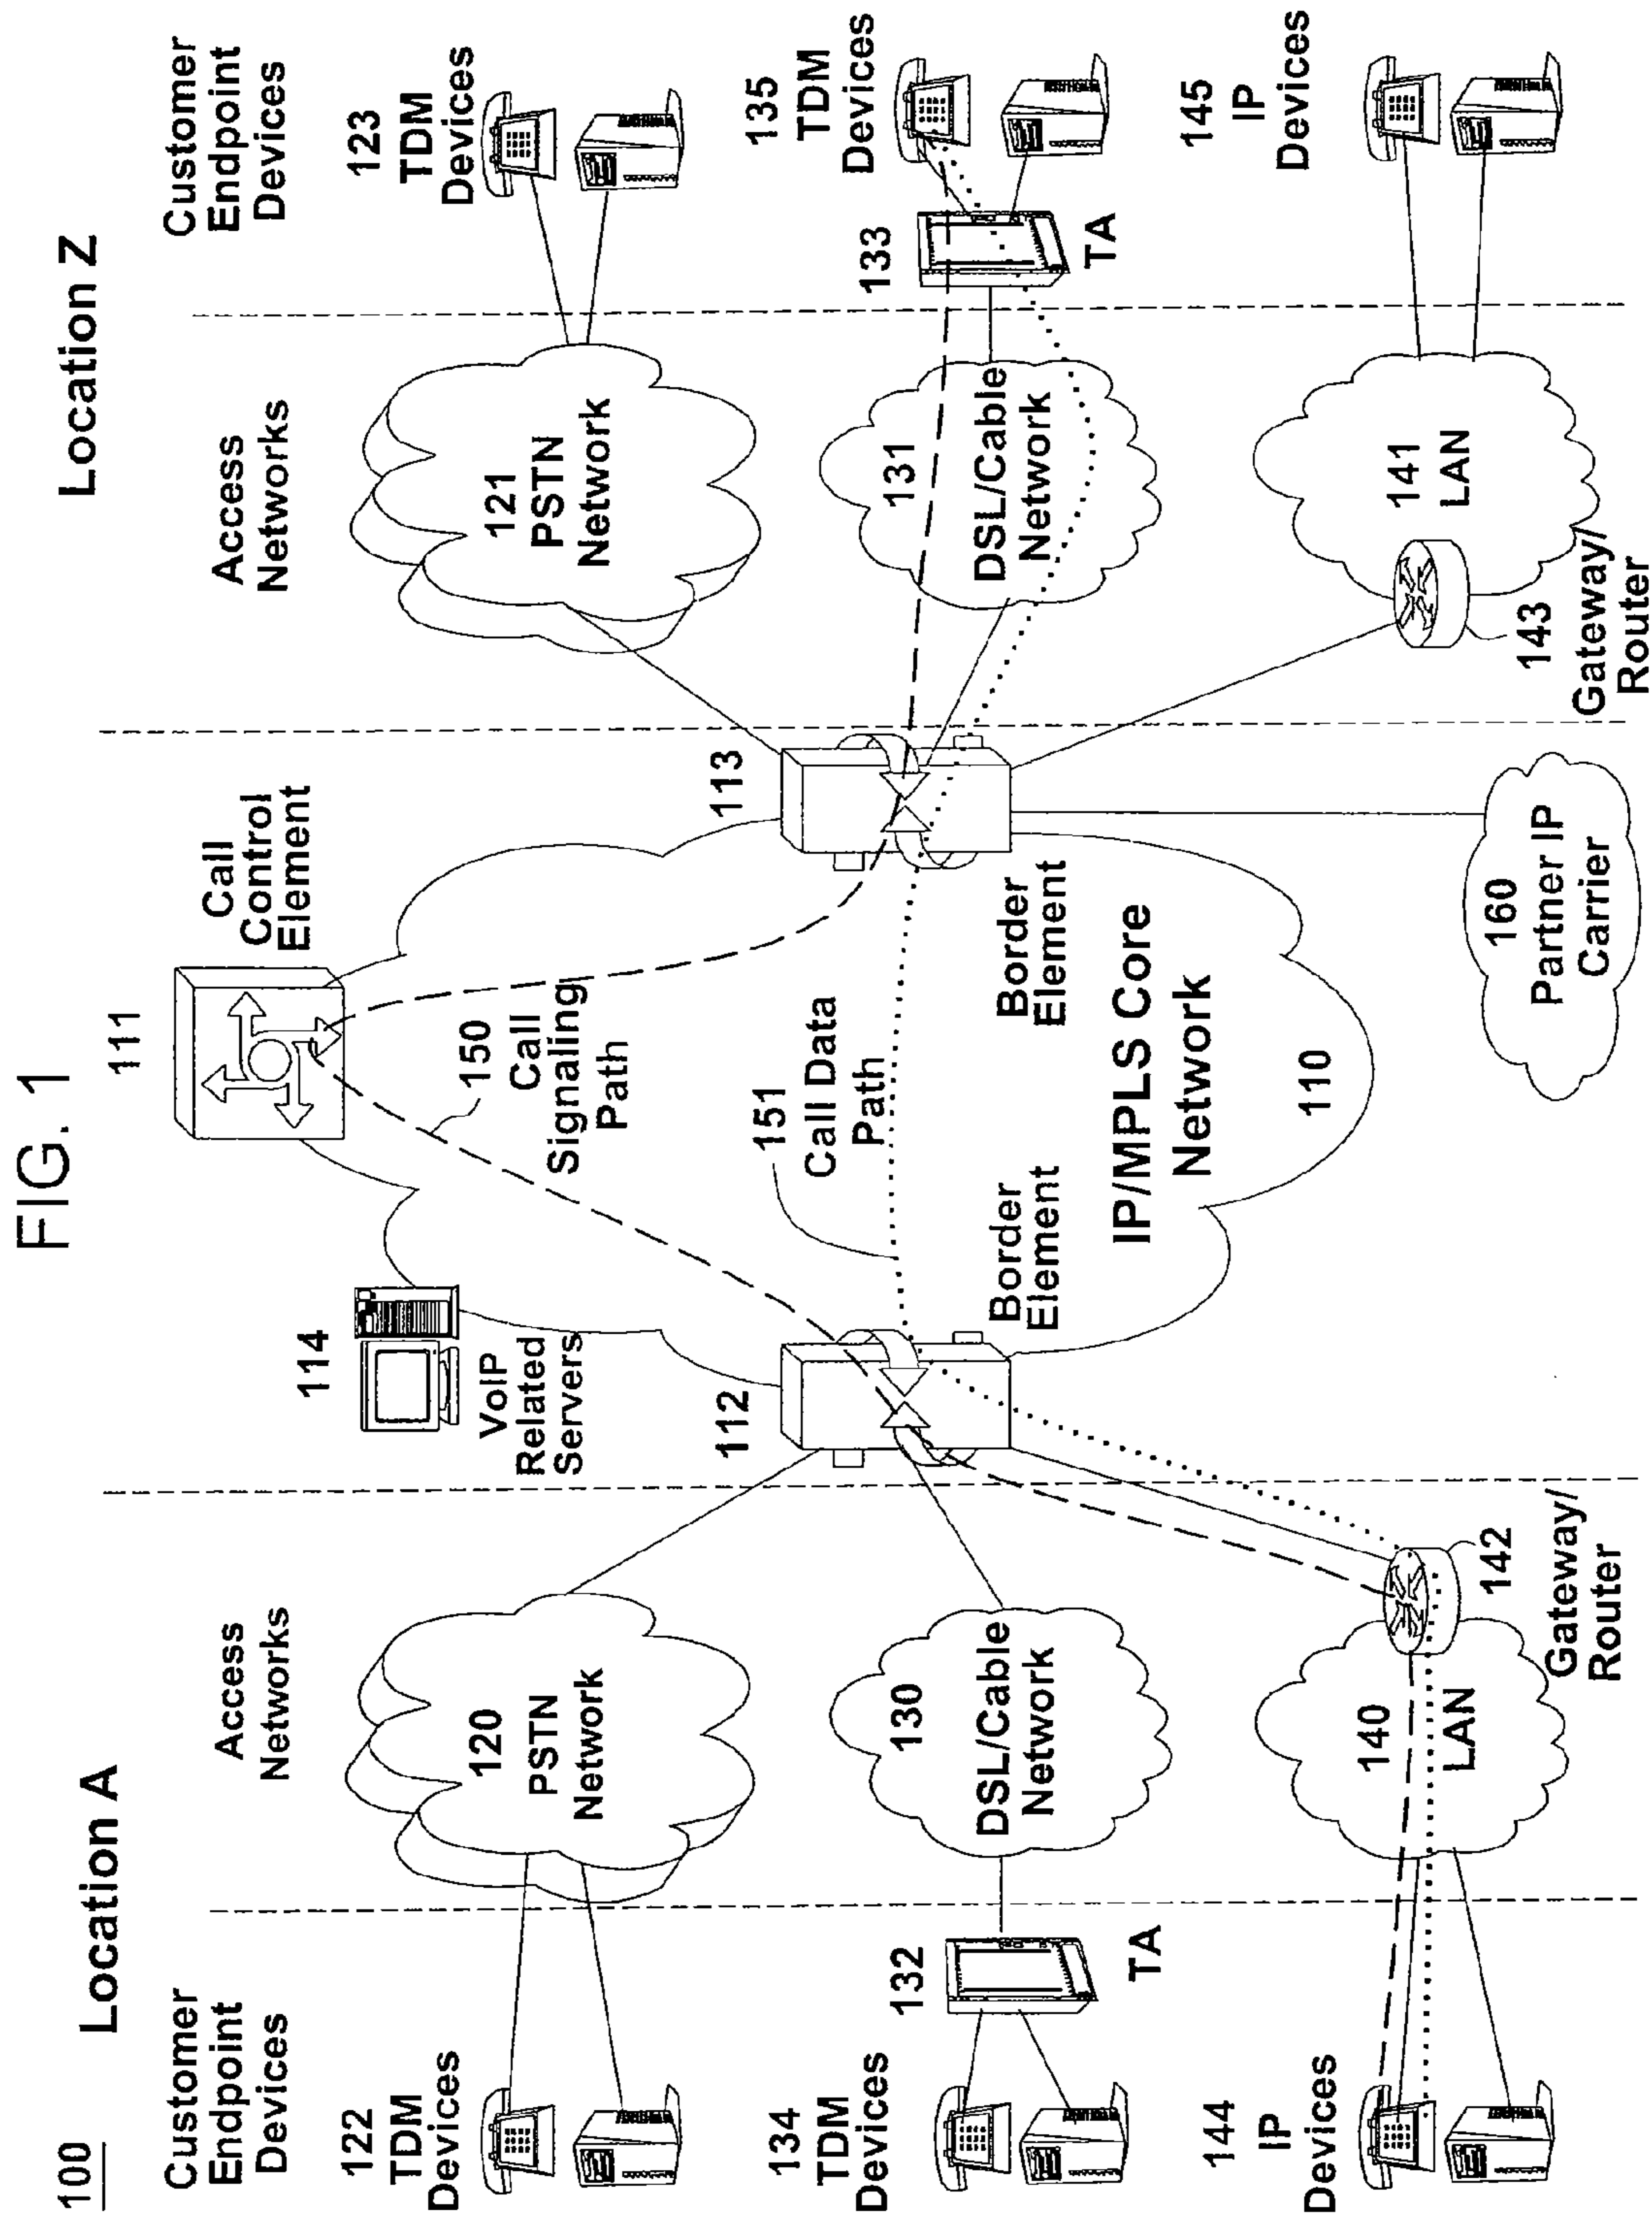 FIG. 1
100
Location A
Location Z
Customer
Endpoint
Devices
Access
Networks
114
VoIP
Related
Servers
111
Call
Control
Element
Access
Networks
Customer
Endpoint
Devices
122
TDM
Devices
120
PSTN
Network
150
Call
Signaling
Path
121
PSTN
Network
123
TDM
Devices
134
TDM
Devices
132
TA
130
DSL/Cable
Network
112
Border
Element
151
Call Data
Path
113
Border
Element
131
DSL/Cable
Network
133
TA
135
TDM
Devices
IP/MPLS Core
Network
110
144
IP
Devices
140
LAN
142
Gateway/
Router
160
Partner IP
Carrier
143
Gateway/
Router
141
LAN
145
IP
Devices